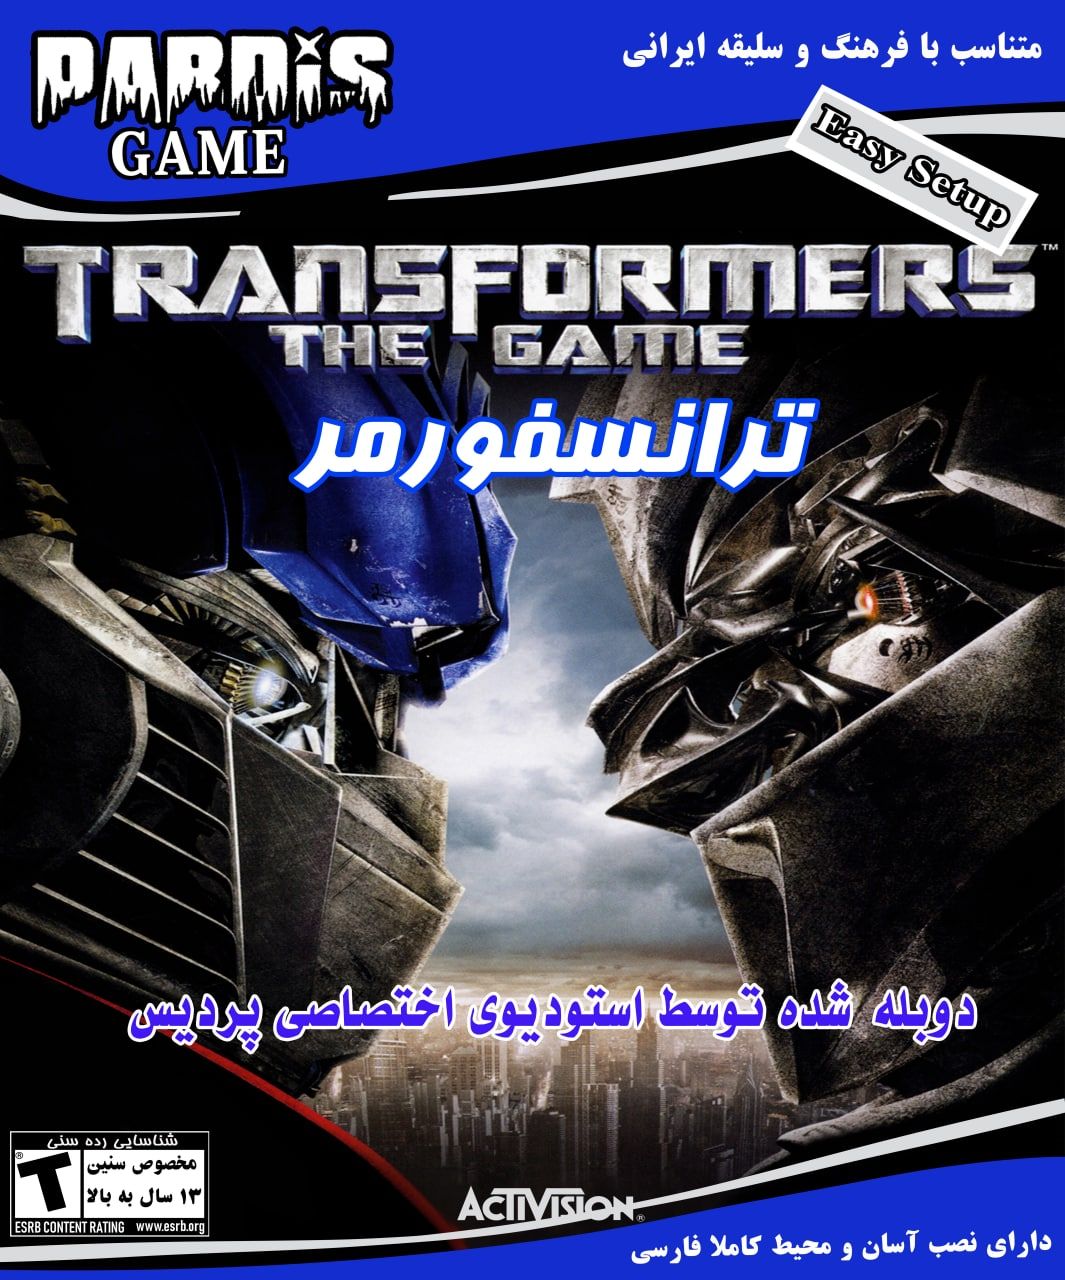 PARDiS
GAME
متناسب با فرهنگ و سلیقه ایرانی
Easy Setup
TRANSFORMERS™
THE GAME
ترانسفورمر
دوبله شده توسط استودیوی اختصاصی پردیس
شناسایی رده سنی
T®
مخصوص سنین
۱۳ سال به بالا
ESRB CONTENT RATING www.esrb.org
ACTIVISION®
دارای نصب آسان و محیط کاملا فارسی